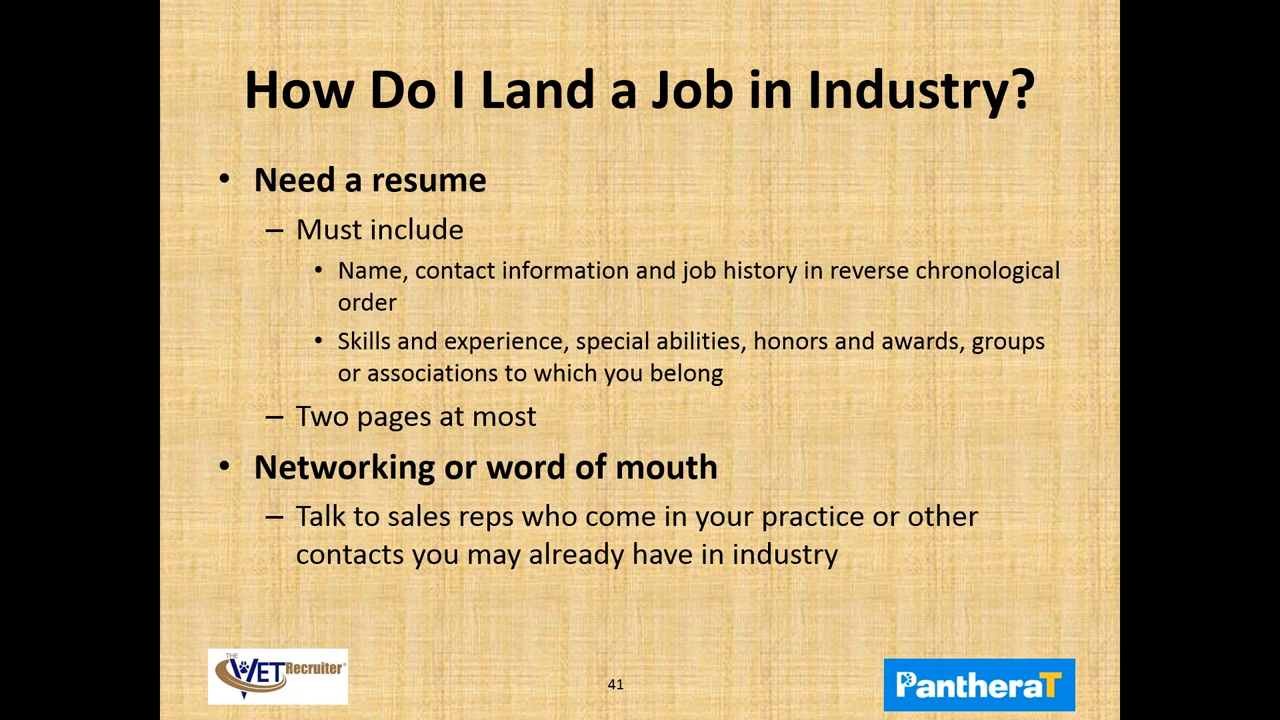 How Do I Land a Job in Industry?
• Need a resume
– Must include
• Name, contact information and job history in reverse chronological
order
• Skills and experience, special abilities, honors and awards, groups
or associations to which you belong
– Two pages at most
• Networking or word of mouth
– Talk to sales reps who come in your practice or other
contacts you may already have in industry
THE
VET Recruiter®
41
PantheraT